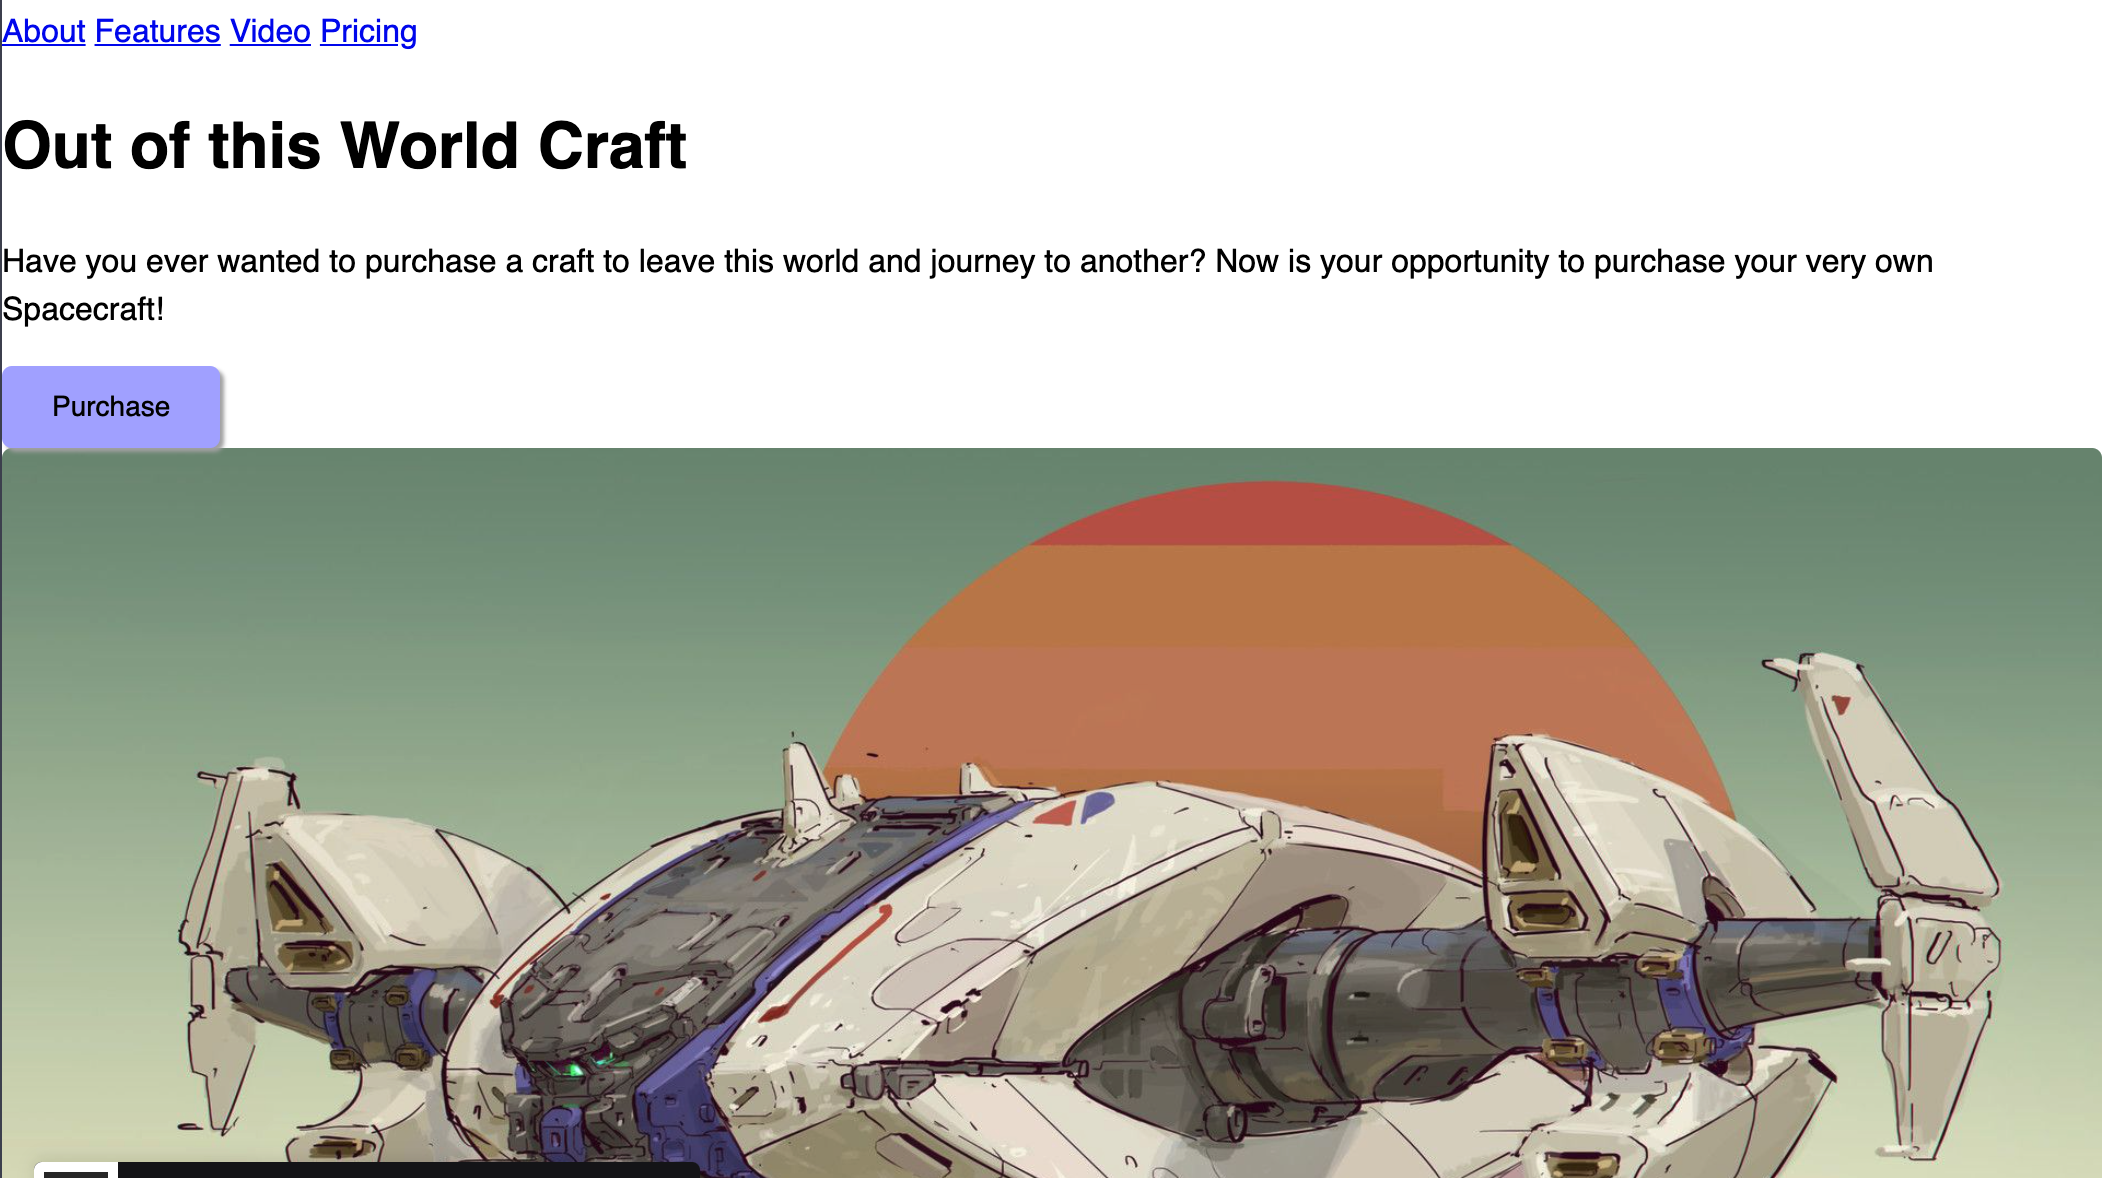 About Features Video Pricing
Out of this World Craft
Have you ever wanted to purchase a craft to leave this world and journey to another? Now is your opportunity to purchase your very own
Spacecraft!
Purchase